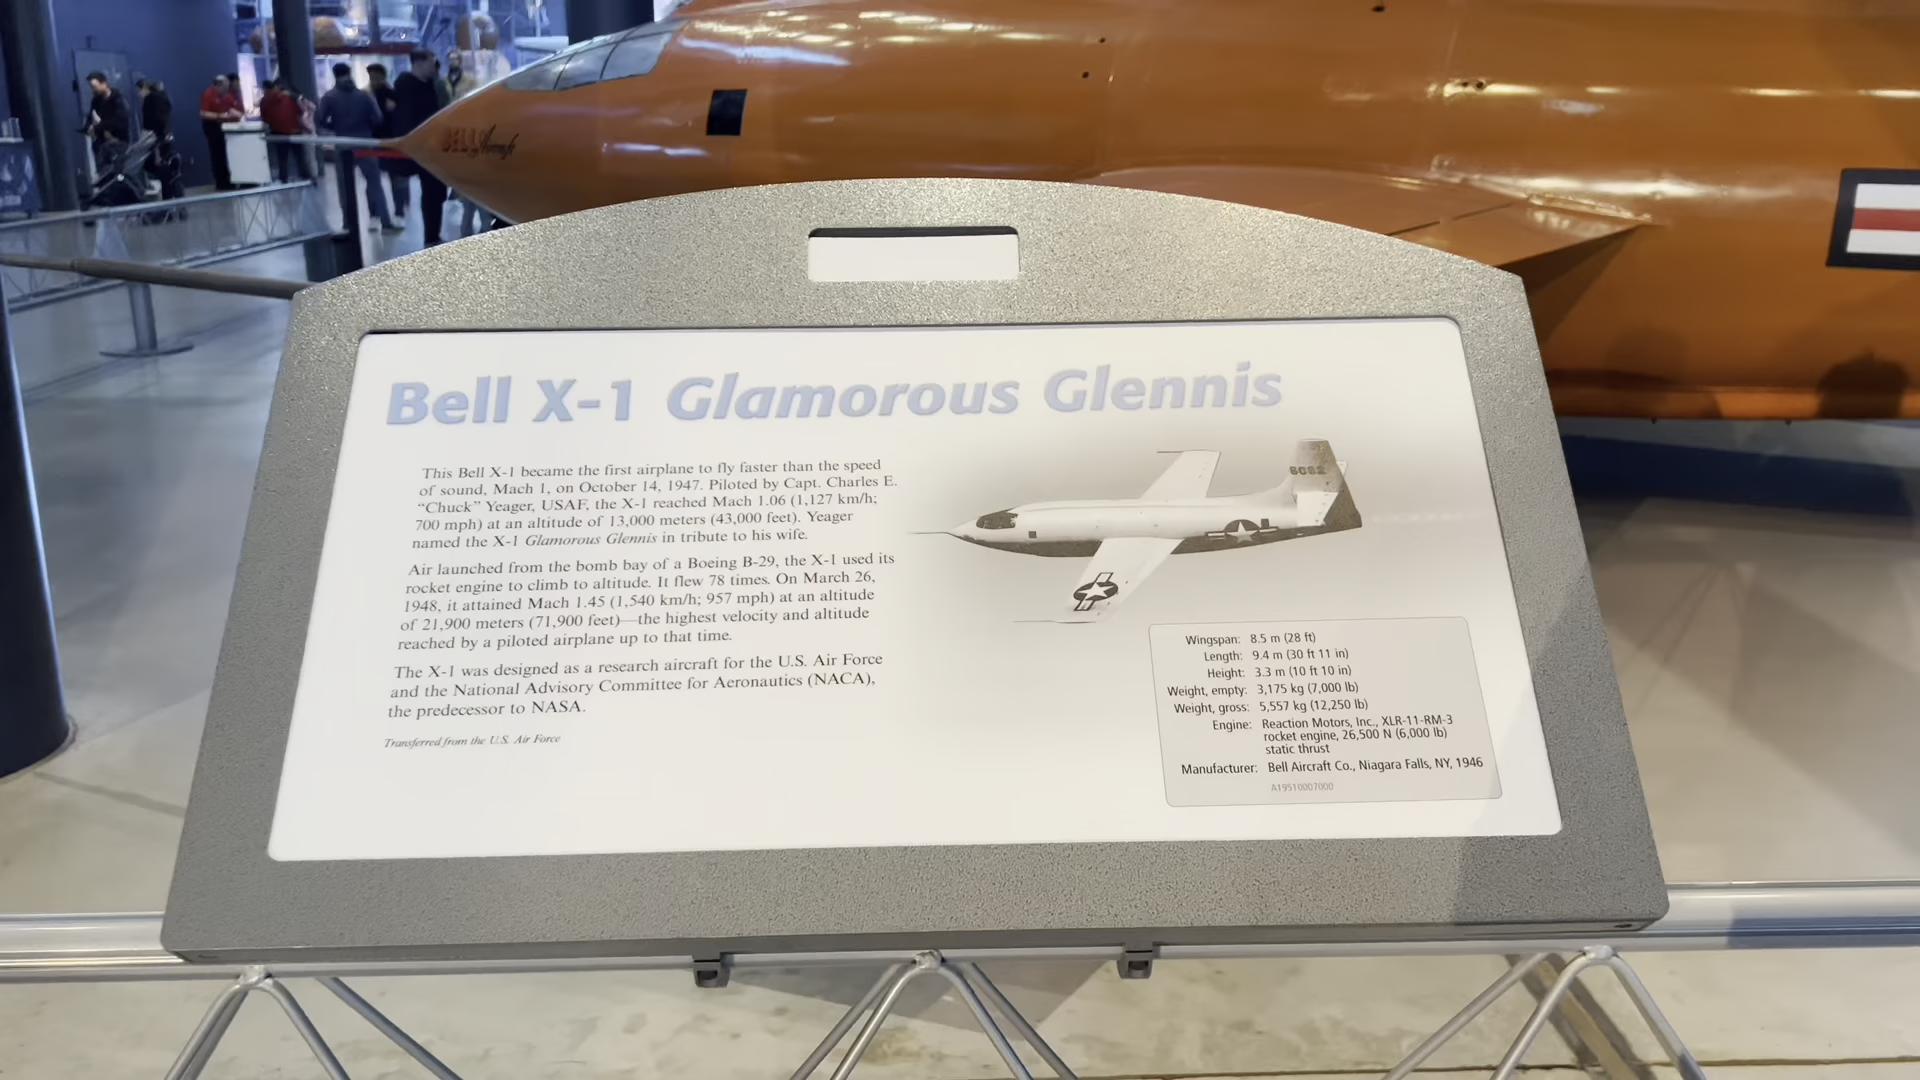 BELL Aircraft
Bell X-1 Glamorous Glennis
This Bell X-1 became the first airplane to fly faster than the speed
of sound, Mach 1, on October 14, 1947. Piloted by Capt. Charles E.
“Chuck” Yeager, USAF, the X-1 reached Mach 1.06 (1,127 km/h;
700 mph) at an altitude of 13,000 meters (43,000 feet). Yeager
named the X-1 Glamorous Glennis in tribute to his wife.
Air launched from the bomb bay of a Boeing B-29, the X-1 used its
rocket engine to climb to altitude. It flew 78 times. On March 26,
1948, it attained Mach 1.45 (1,540 km/h; 957 mph) at an altitude
of 21,900 meters (71,900 feet)—the highest velocity and altitude
reached by a piloted airplane up to that time.
The X-1 was designed as a research aircraft for the U.S. Air Force
and the National Advisory Committee for Aeronautics (NACA),
the predecessor to NASA.
Transferred from the U.S. Air Force
6062
Wingspan: 8.5 m (28 ft)
Length: 9.4 m (30 ft 11 in)
Height: 3.3 m (10 ft 10 in)
Weight, empty: 3,175 kg (7,000 lb)
Weight, gross: 5,557 kg (12,250 lb)
Engine: Reaction Motors, Inc., XLR-11-RM-3
rocket engine, 26,500 N (6,000 lb)
static thrust
Manufacturer: Bell Aircraft Co., Niagara Falls, NY, 1946
A19510007000